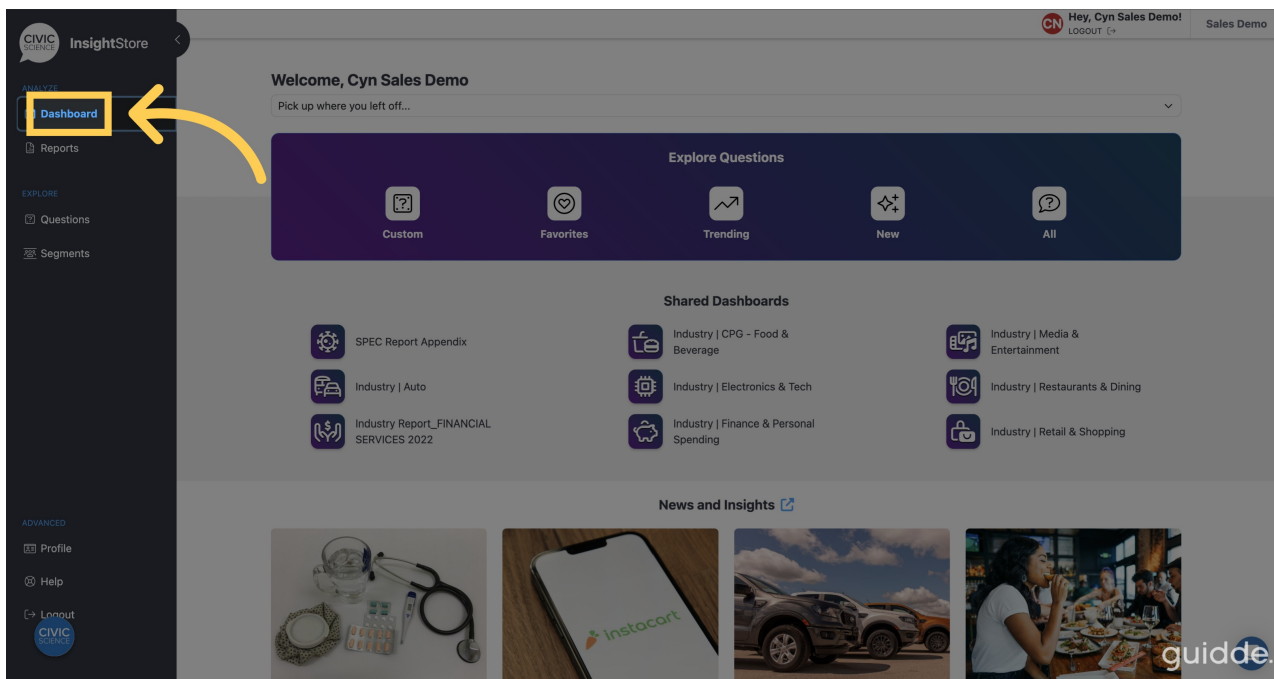 CIVIC
SCIENCE
InsightStore
Hey, Cyn Sales Demo!
CN
LOGOUT
Sales Demo
ANALYZE
Dashboard
Reports
EXPLORE
Questions
Segments
ADVANCED
Profile
Help
Logout
CIVIC
SCIENCE
Welcome, Cyn Sales Demo
Pick up where you left off...
Explore Questions
Custom
Favorites
Trending
New
All
Shared Dashboards
SPEC Report Appendix
Industry | CPG - Food &
Beverage
Industry | Media &
Entertainment
Industry | Auto
Industry | Electronics & Tech
Industry | Restaurants & Dining
Industry Report_FINANCIAL
SERVICES 2022
Industry | Finance & Personal
Spending
Industry | Retail & Shopping
News and Insights
instacart
guidde.